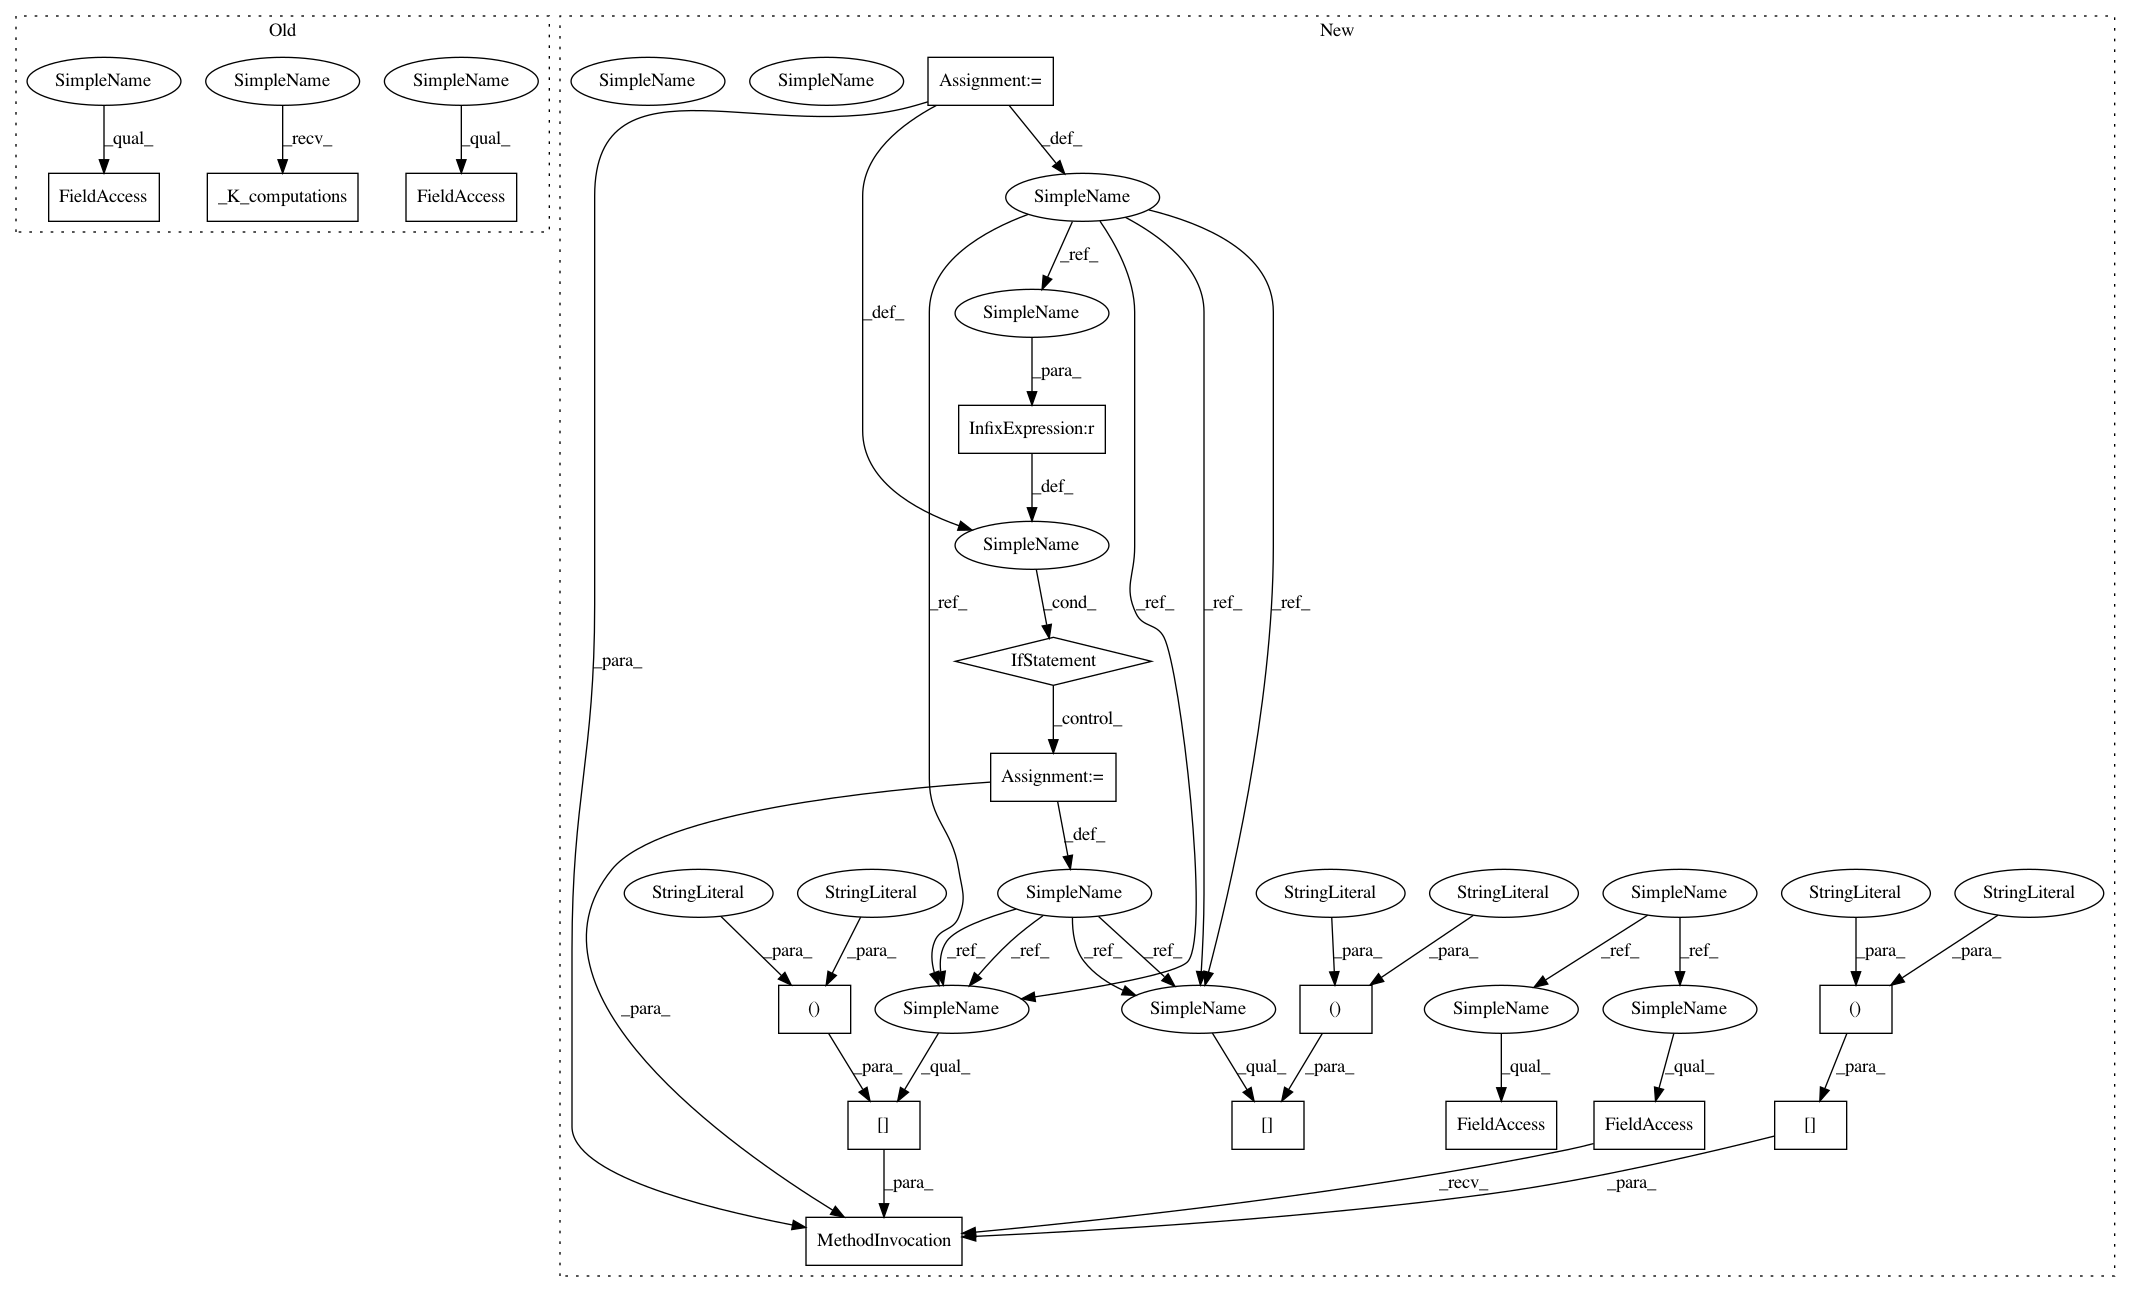 Old
New
SimpleName
SimpleName
SimpleName
SimpleName
SimpleName
Assignment:=
_qual_
_recv_
_qual_
_def_
FieldAccess
_K_computations
FieldAccess
SimpleName
_ref_
SimpleName
_def_
_para_
InfixExpression:r
_def_
SimpleName
_ref_
_cond_
_ref_
_ref_
_ref_
_para_
IfStatement
_control_
Assignment:=
_def_
StringLiteral
StringLiteral
SimpleName
StringLiteral
StringLiteral
SimpleName
StringLiteral
StringLiteral
_para_
_para_
_ref_
_ref_
_ref_
_ref_
_para_
_para_
_ref_
_ref_
_para_
_para_
_para_
()
SimpleName
SimpleName
()
SimpleName
SimpleName
()
_para_
_qual_
_qual_
_para_
_qual_
_qual_
_para_
[]
[]
FieldAccess
FieldAccess
[]
_para_
_recv_
_para_
MethodInvocation